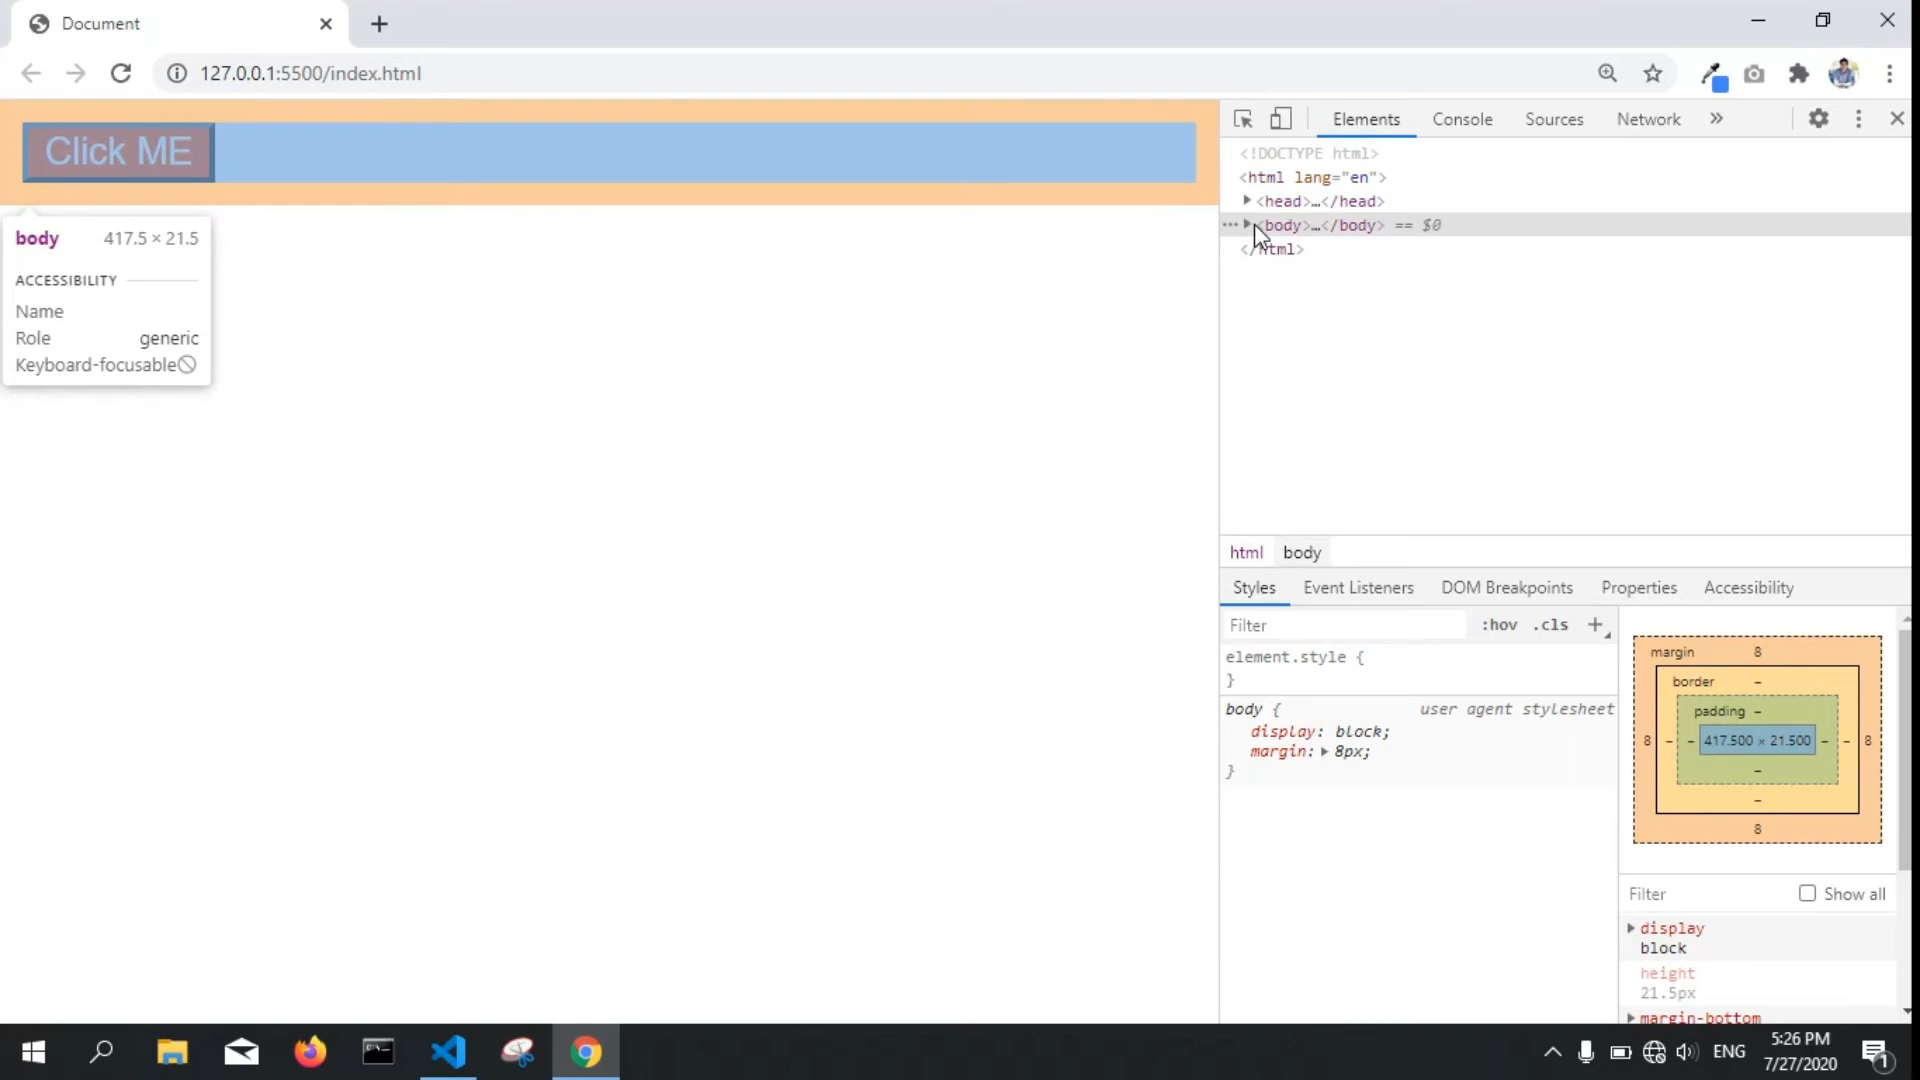 Document
127.0.0.1:5500/index.html
Click ME
body 417.5 × 21.5
ACCESSIBILITY
Name
Role generic
Keyboard-focusable
Elements Console Sources Network »
<!DOCTYPE html>
<html lang="en">
<head>…</head>
<body>…</body> == $0
</html>
html body
Styles Event Listeners DOM Breakpoints Properties Accessibility
Filter :hov .cls +
element.style {
}
body { user agent stylesheet
display: block;
margin: 8px;
}
margin 8
border –
padding –
8 – – 417.500 × 21.500 – – 8
–
–
8
Filter Show all
display
block
height
21.5px
margin-bottom
ENG
5:26 PM
7/27/2020
1